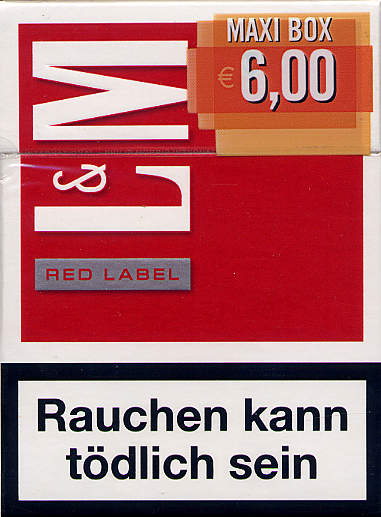 MAXI BOX
€ 6,00
L&M
RED LABEL
Rauchen kann
tödlich sein